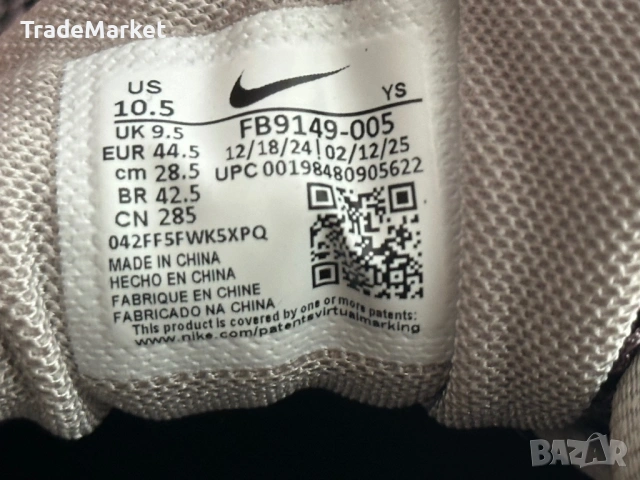 TradeMarket
US
10.5
YS
UK 9.5
FB9149-005
EUR 44.5
12/18/24 | 02/12/25
cm 28.5
UPC 00198480905622
BR 42.5
CN 285
042FF5FWK5XPQ
MADE IN CHINA
HECHO EN CHINA
FABRIQUE EN CHINE
FABRICADO NA CHINA
This product is covered by one or more patents:
www.nike.com/patentsvirtualmarking
BAZAR